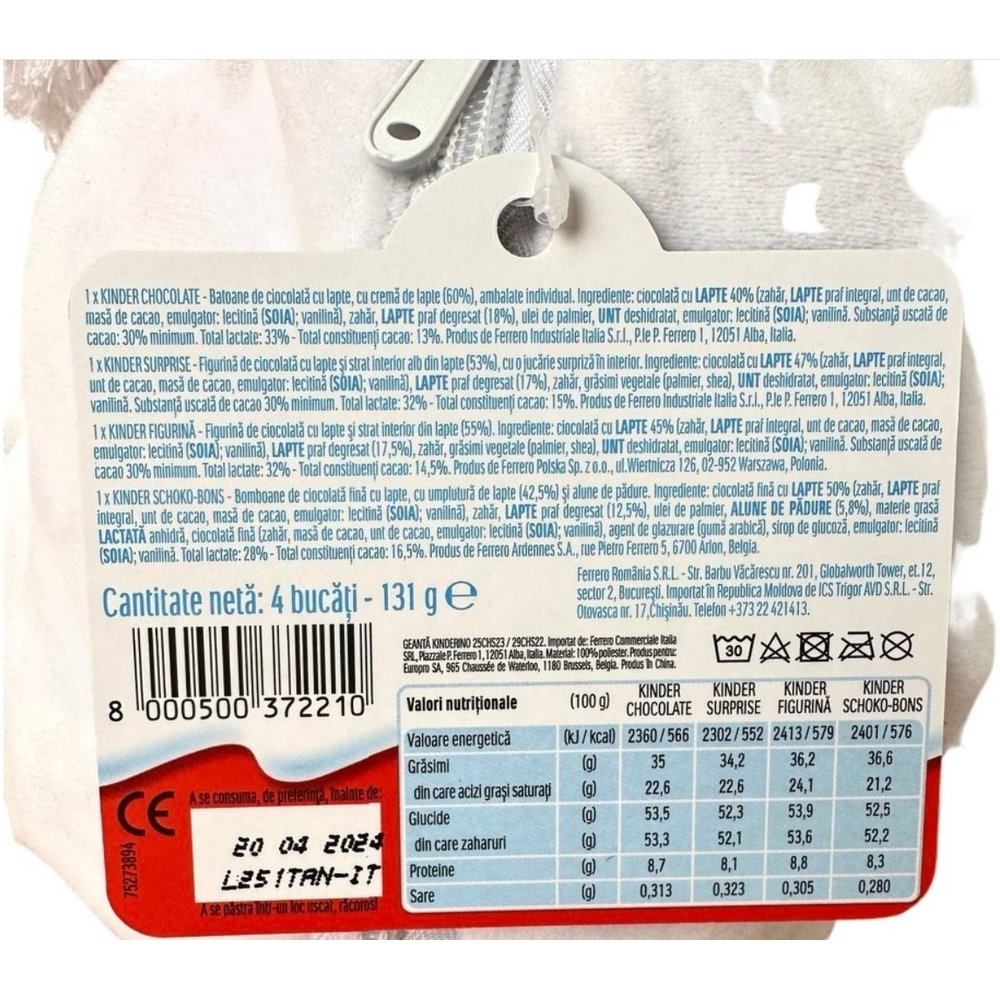 1 x KINDER CHOCOLATE - Batoane de ciocolată cu lapte, cu cremă de lapte (60%), ambalate individual. Ingrediente: ciocolată cu LAPTE 40% (zahăr, LAPTE praf integral, unt de cacao,
masă de cacao, emulgator: lecitină (SOIA); vanilină), zahăr, LAPTE praf degresat (18%), ulei de palmier, UNT deshidratat, emulgator: lecitină (SOIA); vanilină. Substanță uscată de
cacao: 30% minimum. Total lactate: 33% - Total constituenți cacao: 13%. Produs de Ferrero Industriale Italia S.r.l., P.le P. Ferrero 1, 12051 Alba, Italia.
1 x KINDER SURPRISE - Figurină de ciocolată cu lapte și strat interior alb din lapte (53%), cu o jucărie surpriză în interior. Ingrediente: ciocolată cu LAPTE 47% (zahăr, LAPTE praf integral,
unt de cacao, masă de cacao, emulgator: lecitină (SOIA); vanilină), LAPTE praf degresat (17%), zahăr, grăsimi vegetale (palmier, shea), UNT deshidratat, emulgator: lecitină (SOIA);
vanilină. Substanță uscată de cacao 30% minimum. Total lactate: 32% - Total constituenți cacao: 15%. Produs de Ferrero Industriale Italia S.r.l., P.le P. Ferrero 1, 12051 Alba, Italia.
1 x KINDER FIGURINĂ - Figurină de ciocolată cu lapte și strat interior din lapte (55%). Ingrediente: ciocolată cu LAPTE 45% (zahăr, LAPTE praf integral, unt de cacao, masă de cacao,
emulgator: lecitină (SOIA); vanilină), LAPTE praf degresat (17,5%), zahăr, grăsimi vegetale (palmier, shea), UNT deshidratat, emulgator: lecitină (SOIA); vanilină. Substanță uscată de
cacao 30% minimum. Total lactate: 32% - Total constituenți cacao: 14,5%. Produs de Ferrero Polska Sp. z o.o., ul.Wiertnicza 126, 02-952 Warszawa, Polonia.
1 x KINDER SCHOKO-BONS - Bomboane de ciocolată fină cu lapte, cu umplutură de lapte (42,5%) și alune de pădure. Ingrediente: ciocolată fină cu LAPTE 50% (zahăr, LAPTE praf
integral, unt de cacao, masă de cacao, emulgator: lecitină (SOIA); vanilină), zahăr, LAPTE praf degresat (12,5%), ulei de palmier, ALUNE DE PĂDURE (5,8%), materie grasă
LACTATĂ anhidră, ciocolată fină (zahăr, masă de cacao, unt de cacao, emulgator: lecitină (SOIA); vanilină), agent de glazurare (gumă arabică), sirop de glucoză, emulgator: lecitină
(SOIA); vanilină. Total lactate: 28% - Total constituenți cacao: 16,5%. Produs de Ferrero Ardennes S.A., rue Pietro Ferrero 5, 6700 Arlon, Belgia.
Cantitate netă: 4 bucăți - 131 g ℮
Ferrero România S.R.L. - Str. Barbu Văcărescu nr. 201, Globalworth Tower, et.12,
sector 2, București. Importat în Republica Moldova de ICS Trigor AVD S.R.L. - Str.
Otovasca nr. 17,Chișinău. Telefon +373 22 421413.
GEANTĂ KINDERINO 25CHS23 / 29CHS22. Importat de: Ferrero Commerciale Italia
SRL, Piazzale P. Ferrero 1, 12051 Alba, Italia. Material: 100% poliester. Produs pentru:
Europro SA, 965 Chaussée de Waterloo, 1180 Brussels, Belgia. Produs în China.
30
8 000500 372210
Valori nutriționale (100 g) KINDER CHOCOLATE KINDER SURPRISE KINDER FIGURINĂ KINDER SCHOKO-BONS
Valoare energetică (kJ / kcal) 2360 / 566 2302 / 552 2413 / 579 2401 / 576
Grăsimi (g) 35 34,2 36,2 36,6
din care acizi grași saturați (g) 22,6 22,6 24,1 21,2
Glucide (g) 53,5 52,3 53,9 52,5
din care zaharuri (g) 53,3 52,1 53,6 52,2
Proteine (g) 8,7 8,1 8,8 8,3
Sare (g) 0,313 0,323 0,305 0,280
CE
75273894
A se consuma, de preferință, înainte de:
20 04 2024
L251TAN-IT
A se păstra într-un loc uscat, răcoros!